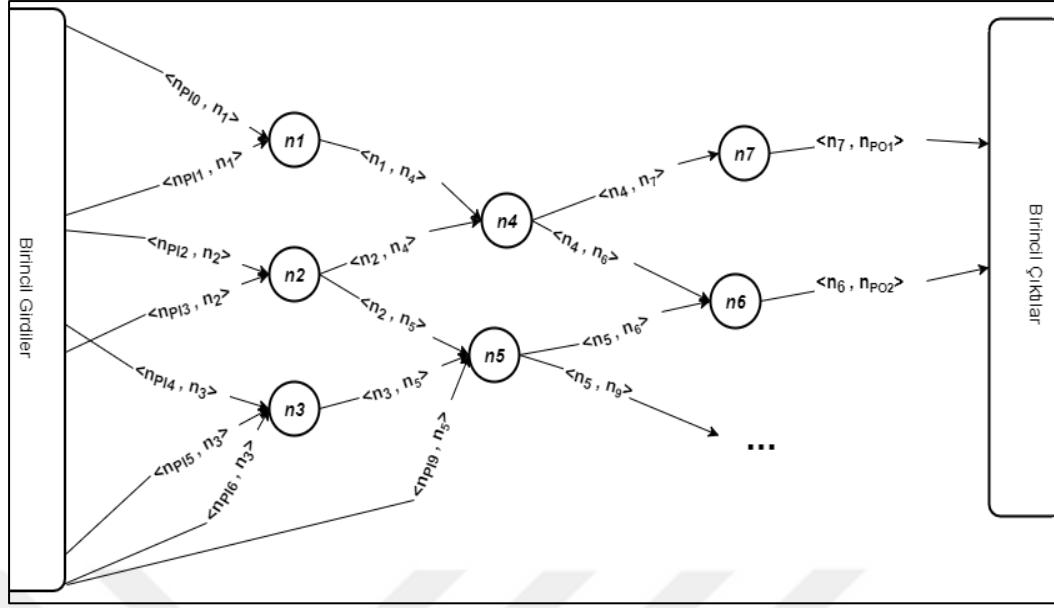 Birincil Girdiler
<nPI0 , n1>
<nPI1 , n1>
<nPI2 , n2>
<nPI3 , n2>
<nPI4 , n3>
<nPI5 , n3>
<nPI6 , n3>
<nPI9 , n5>
n1
n2
n3
<n1 , n4>
<n2 , n4>
<n2 , n5>
<n3 , n5>
n4
n5
<n4 , n7>
<n4 , n6>
<n5 , n6>
<n5 , n9>
n7
n6
...
<n7 , nPO1>
<n6 , nPO2>
Birincil Çıktılar